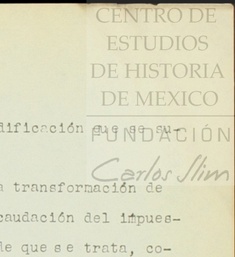 CENTRO DE
ESTUDIOS
DE HISTORIA
DE MEXICO
dificación que se su-
FUNDACIÓN
Carlos Slim
a transformación de
caudación del impues-
de que se trata, co-